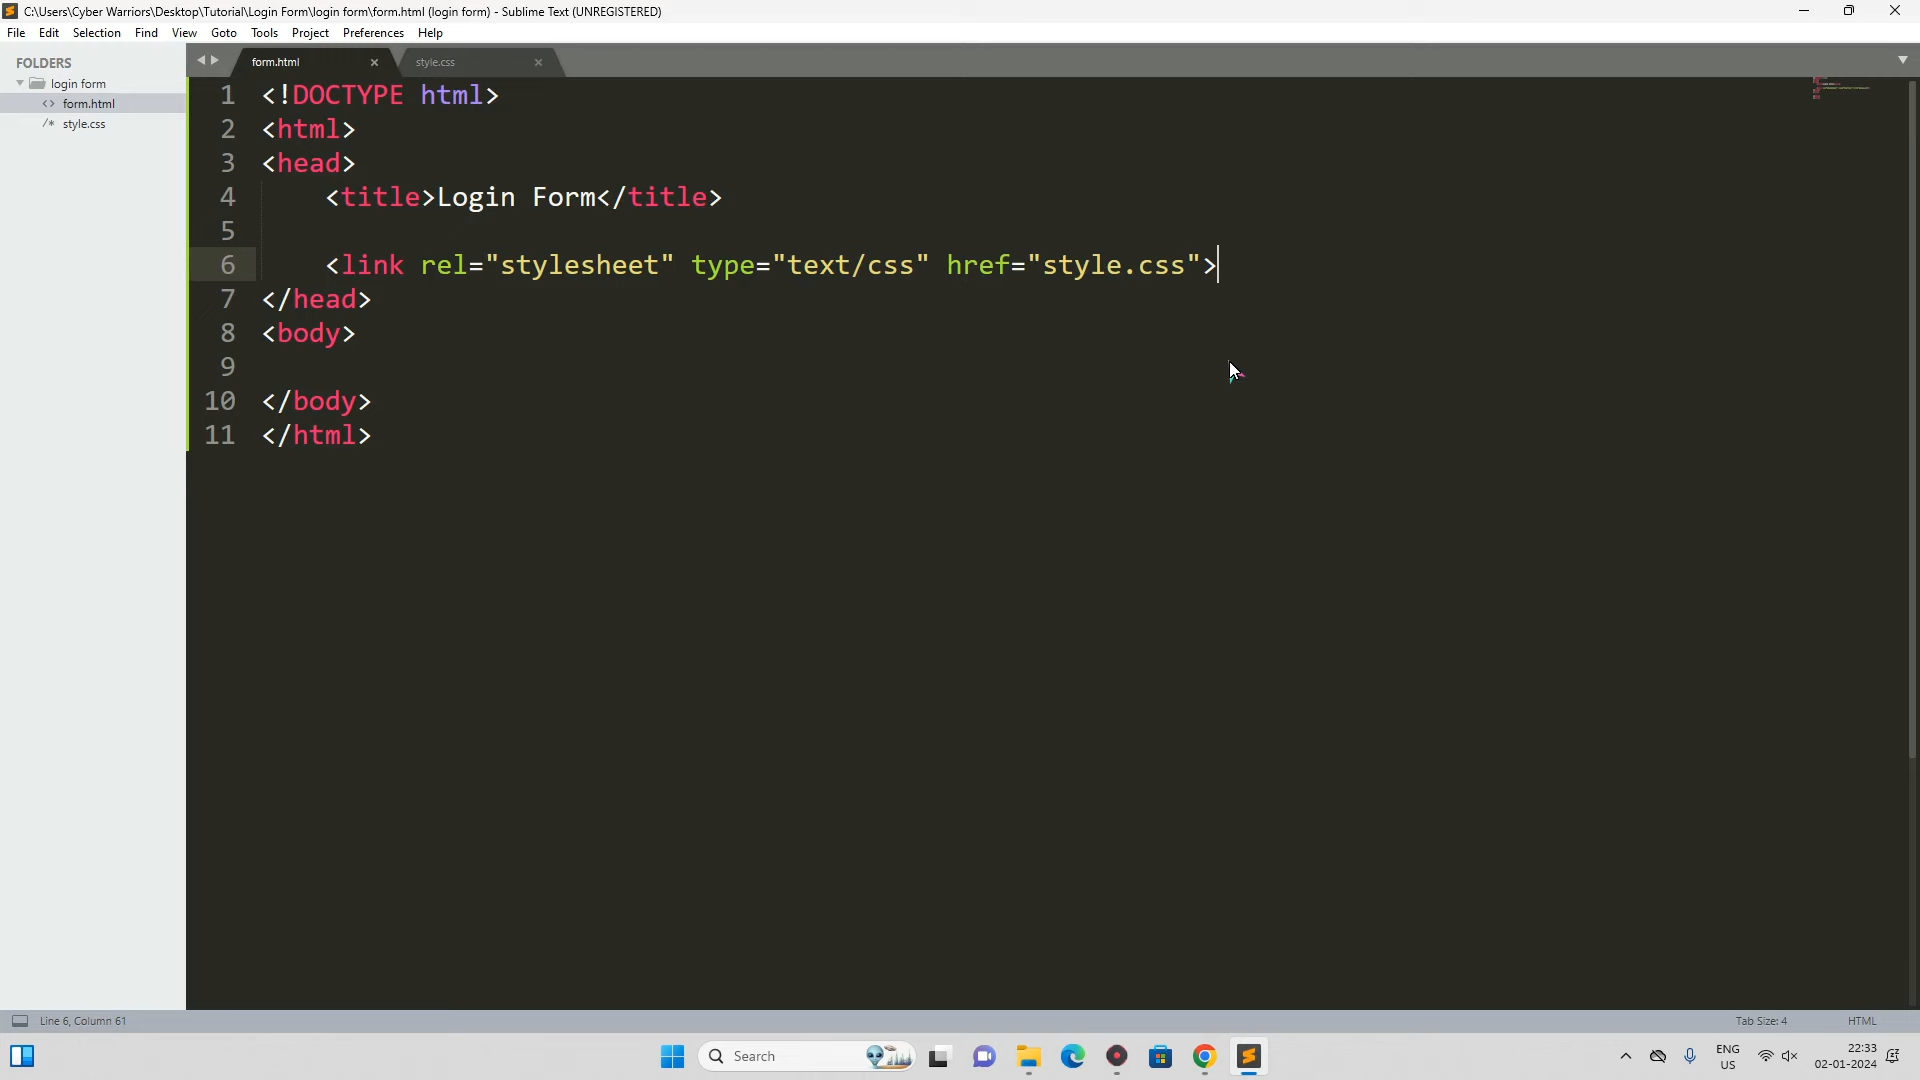 C:\Users\Cyber Warriors\Desktop\Tutorial\Login Form\login form\form.html (login form) - Sublime Text (UNREGISTERED)
File Edit Selection Find View Goto Tools Project Preferences Help
FOLDERS
login form
<> form.html
/* style.css
form.html
style.css
1 <!DOCTYPE html>
2 <html>
3 <head>
4 <title>Login Form</title>
5
6 <link rel="stylesheet" type="text/css" href="style.css">
7 </head>
8 <body>
9
10 </body>
11 </html>
Line 6, Column 61
Tab Size: 4
HTML
Search
ENG
US
22:33
02-01-2024